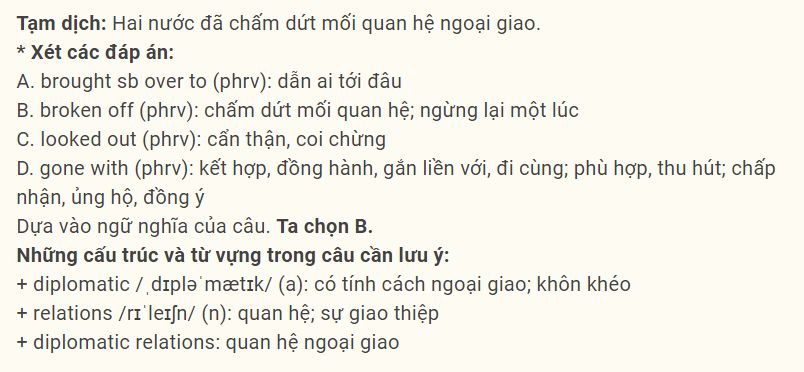 Tạm dịch: Hai nước đã chấm dứt mối quan hệ ngoại giao.
* Xét các đáp án:
A. brought sb over to (phrv): dẫn ai tới đâu
B. broken off (phrv): chấm dứt mối quan hệ; ngừng lại một lúc
C. looked out (phrv): cẩn thận, coi chừng
D. gone with (phrv): kết hợp, đồng hành, gắn liền với, đi cùng; phù hợp, thu hút; chấp
nhận, ủng hộ, đồng ý
Dựa vào ngữ nghĩa của câu. Ta chọn B.
Những cấu trúc và từ vựng trong câu cần lưu ý:
+ diplomatic /ˌdɪpləˈmætɪk/ (a): có tính cách ngoại giao; khôn khéo
+ relations /rɪˈleɪʃn/ (n): quan hệ; sự giao thiệp
+ diplomatic relations: quan hệ ngoại giao